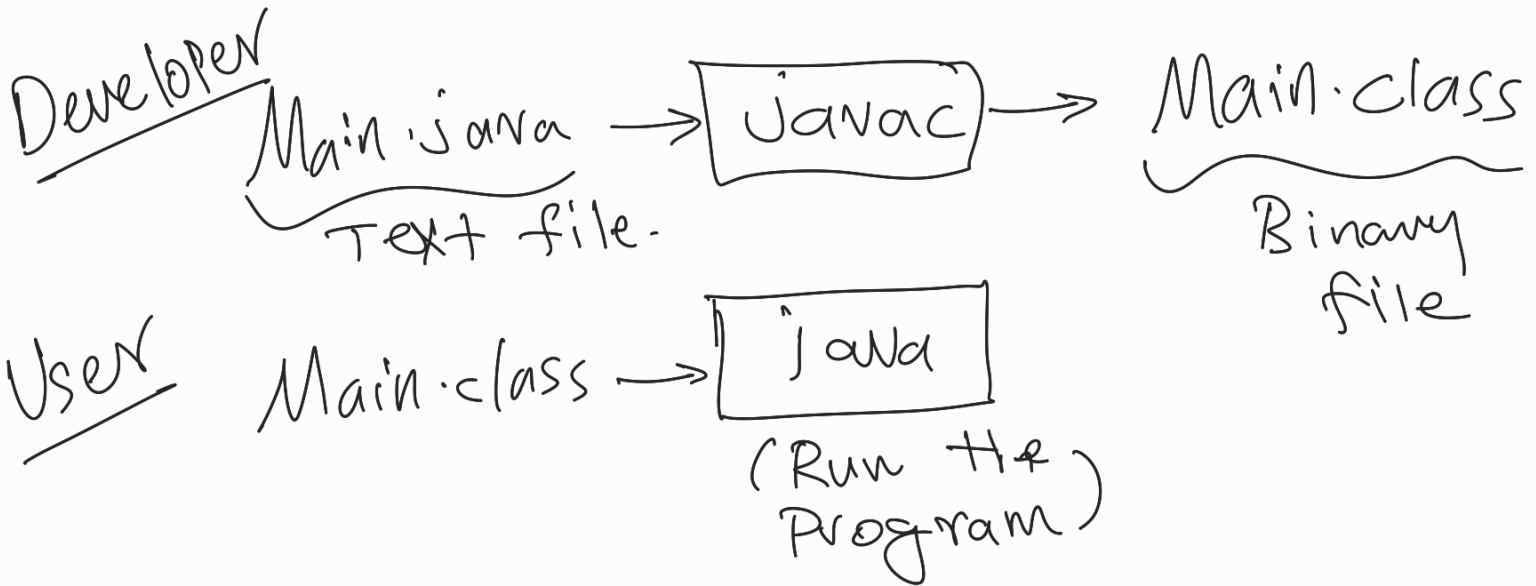 Developer
Main.java → javac → Main.class
Text file.
Binary
file
User
Main.class → java
(Run the
Program)